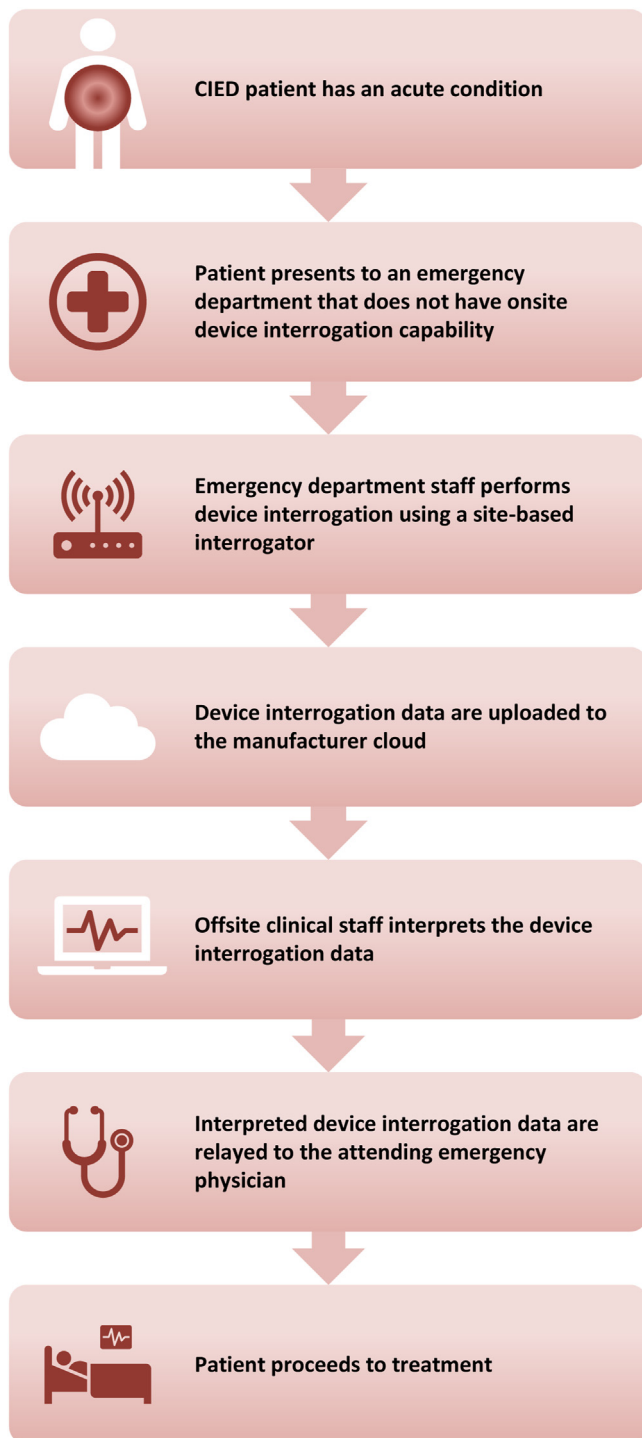 CIED patient has an acute condition
Patient presents to an emergency
department that does not have onsite
device interrogation capability
Emergency department staff performs
device interrogation using a site-based
interrogator
Device interrogation data are uploaded to
the manufacturer cloud
Offsite clinical staff interprets the device
interrogation data
Interpreted device interrogation data are
relayed to the attending emergency
physician
Patient proceeds to treatment